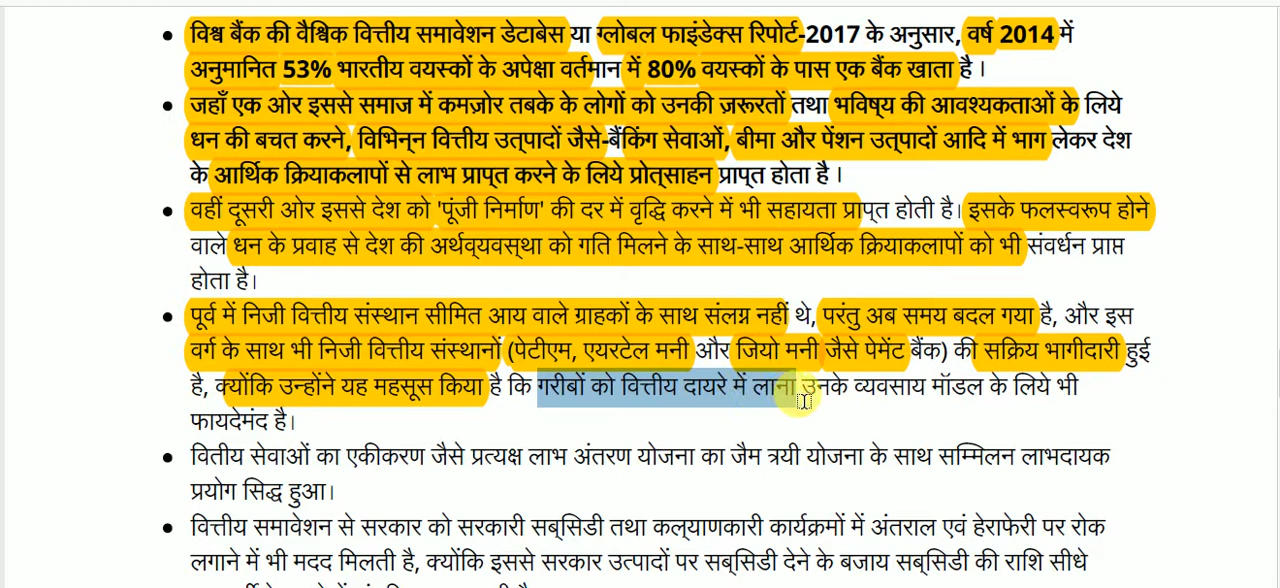 • विश्व बैंक की वैश्विक वित्तीय समावेशन डेटाबेस या ग्लोबल फाइंडेक्स रिपोर्ट-2017 के अनुसार, वर्ष 2014 में
अनुमानित 53% भारतीय वयस्कों के अपेक्षा वर्तमान में 80% वयस्कों के पास एक बैंक खाता है।
• जहाँ एक ओर इससे समाज में कमज़ोर तबके के लोगों को उनकी ज़रूरतों तथा भविष्य की आवश्यकताओं के लिये
धन की बचत करने, विभिन्न वित्तीय उत्पादों जैसे-बैंकिंग सेवाओं, बीमा और पेंशन उत्पादों आदि में भाग लेकर देश
के आर्थिक क्रियाकलापों से लाभ प्राप्त करने के लिये प्रोत्साहन प्राप्त होता है।
• वहीं दूसरी ओर इससे देश को 'पूंजी निर्माण' की दर में वृद्धि करने में भी सहायता प्राप्त होती है। इसके फलस्वरूप होने
वाले धन के प्रवाह से देश की अर्थव्यवस्था को गति मिलने के साथ-साथ आर्थिक क्रियाकलापों को भी संवर्धन प्राप्त
होता है।
• पूर्व में निजी वित्तीय संस्थान सीमित आय वाले ग्राहकों के साथ संलग्न नहीं थे, परंतु अब समय बदल गया है, और इस
वर्ग के साथ भी निजी वित्तीय संस्थानों (पेटीएम, एयरटेल मनी और जियो मनी जैसे पेमेंट बैंक) की सक्रिय भागीदारी हुई
है, क्योंकि उन्होंने यह महसूस किया है कि गरीबों को वित्तीय दायरे में लाना उनके व्यवसाय मॉडल के लिये भी
फायदेमंद है।
• वितीय सेवाओं का एकीकरण जैसे प्रत्यक्ष लाभ अंतरण योजना का जैम त्रयी योजना के साथ सम्मिलन लाभदायक
प्रयोग सिद्ध हुआ।
• वित्तीय समावेशन से सरकार को सरकारी सब्सिडी तथा कल्याणकारी कार्यक्रमों में अंतराल एवं हेराफेरी पर रोक
लगाने में भी मदद मिलती है, क्योंकि इससे सरकार उत्पादों पर सब्सिडी देने के बजाय सब्सिडी की राशि सीधे